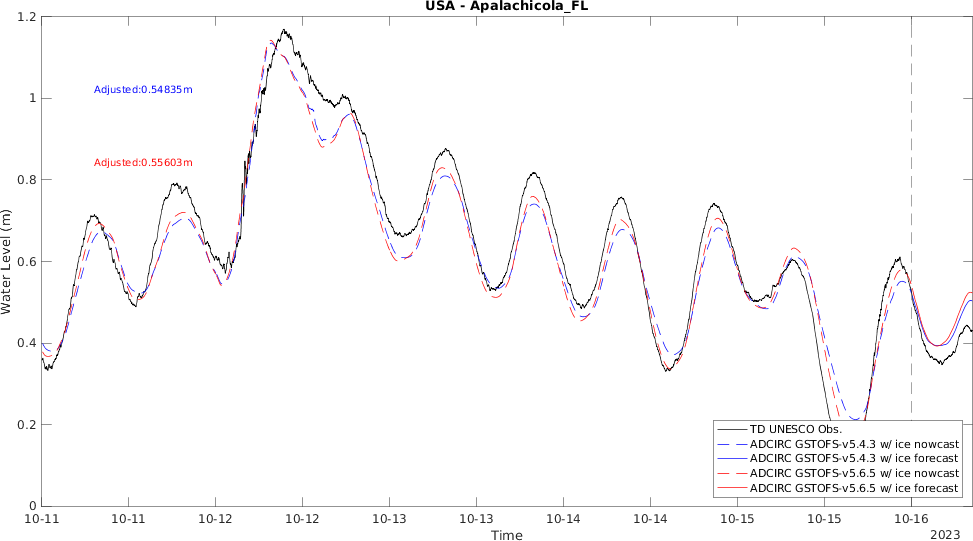 USA - Apalachicola_FL
1.2
1
0.8
0.6
0.4
0.2
0
Water Level (m)
Adjusted:0.54835m
Adjusted:0.55603m
TD UNESCO Obs.
ADCIRC GSTOFS-v5.4.3 w/ ice nowcast
ADCIRC GSTOFS-v5.4.3 w/ ice forecast
ADCIRC GSTOFS-v5.6.5 w/ ice nowcast
ADCIRC GSTOFS-v5.6.5 w/ ice forecast
10-11 10-11 10-12 10-12 10-13 10-13 10-14 10-14 10-15 10-15 10-16
Time
2023